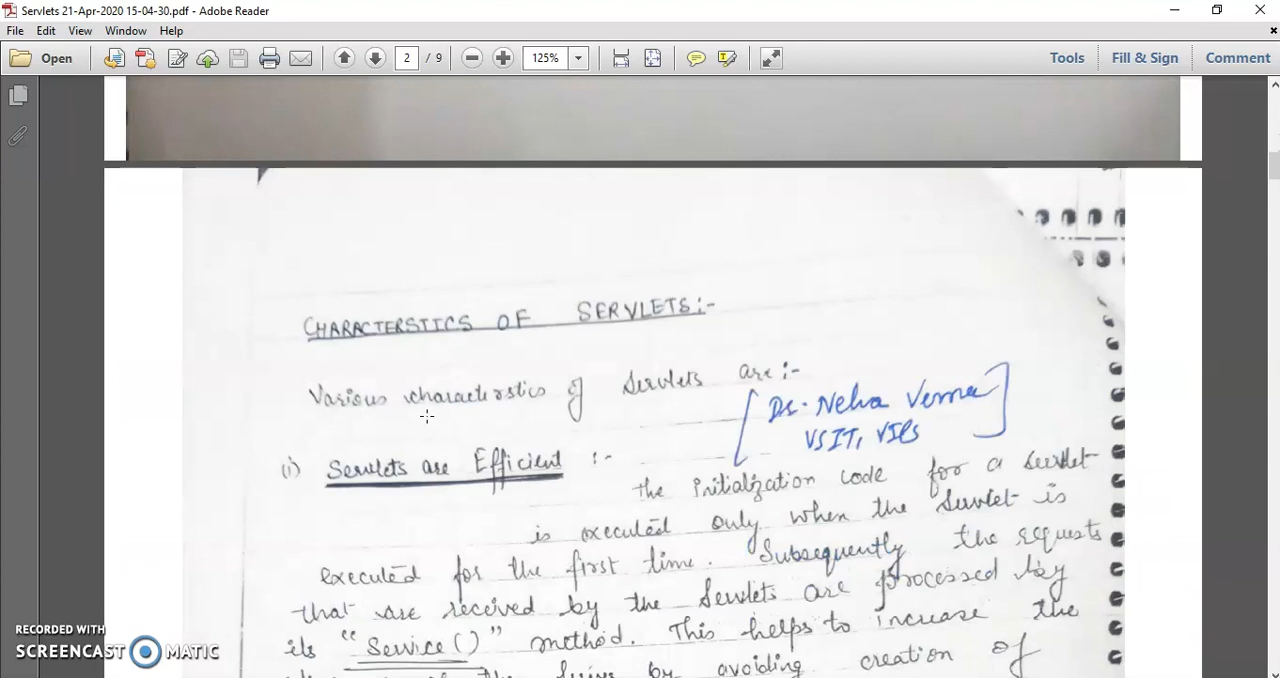 Servlets 21-Apr-2020 15-04-30.pdf - Adobe Reader
File Edit View Window Help
Open 2 / 9 125% Tools Fill & Sign Comment
CHARACTERSTICS OF SERVLETS:-
Various characterstics of Servlets are:-
[Dr. Neha Verma
VSIT, VIPS]
(i) Servlets are Efficient :-
The initialization code for a servlet
is executed only when the servlet is
executed for the first time. Subsequently the requests
that are received by the servlets are processed by
its "Service()" method. This helps to increase the
by avoiding creation of
RECORDED WITH
SCREENCAST MATIC